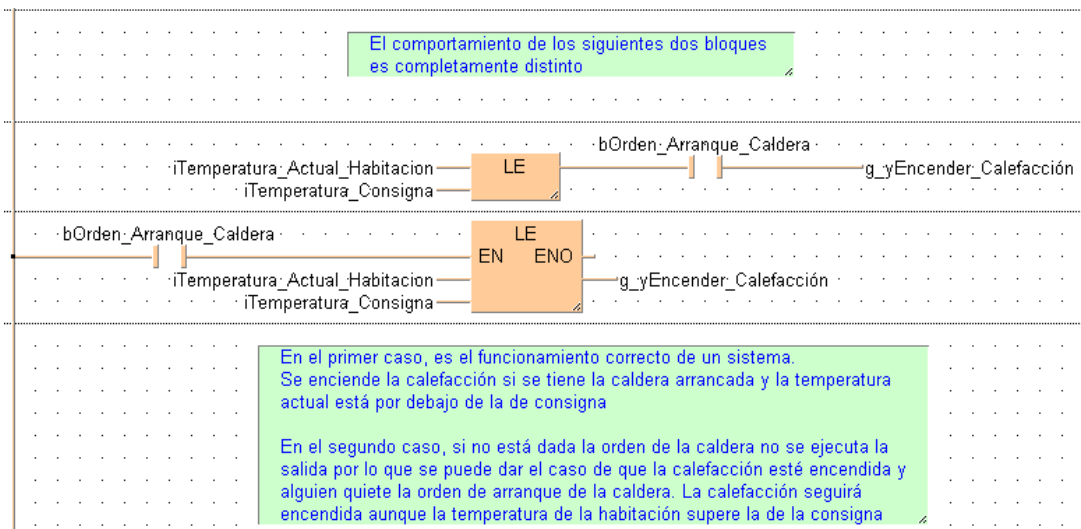 El comportamiento de los siguientes dos bloques
es completamente distinto
bOrden_Arranque_Caldera
iTemperatura_Actual_Habitacion
LE
g_yEncender_Calefacción
iTemperatura_Consigna
bOrden_Arranque_Caldera
LE
EN ENO
iTemperatura_Actual_Habitacion
g_yEncender_Calefacción
iTemperatura_Consigna
En el primer caso, es el funcionamiento correcto de un sistema.
Se enciende la calefacción si se tiene la caldera arrancada y la temperatura
actual está por debajo de la de consigna
En el segundo caso, si no está dada la orden de la caldera no se ejecuta la
salida por lo que se puede dar el caso de que la calefacción esté encendida y
alguien quiete la orden de arranque de la caldera. La calefacción seguirá
encendida aunque la temperatura de la habitación supere la de la consigna